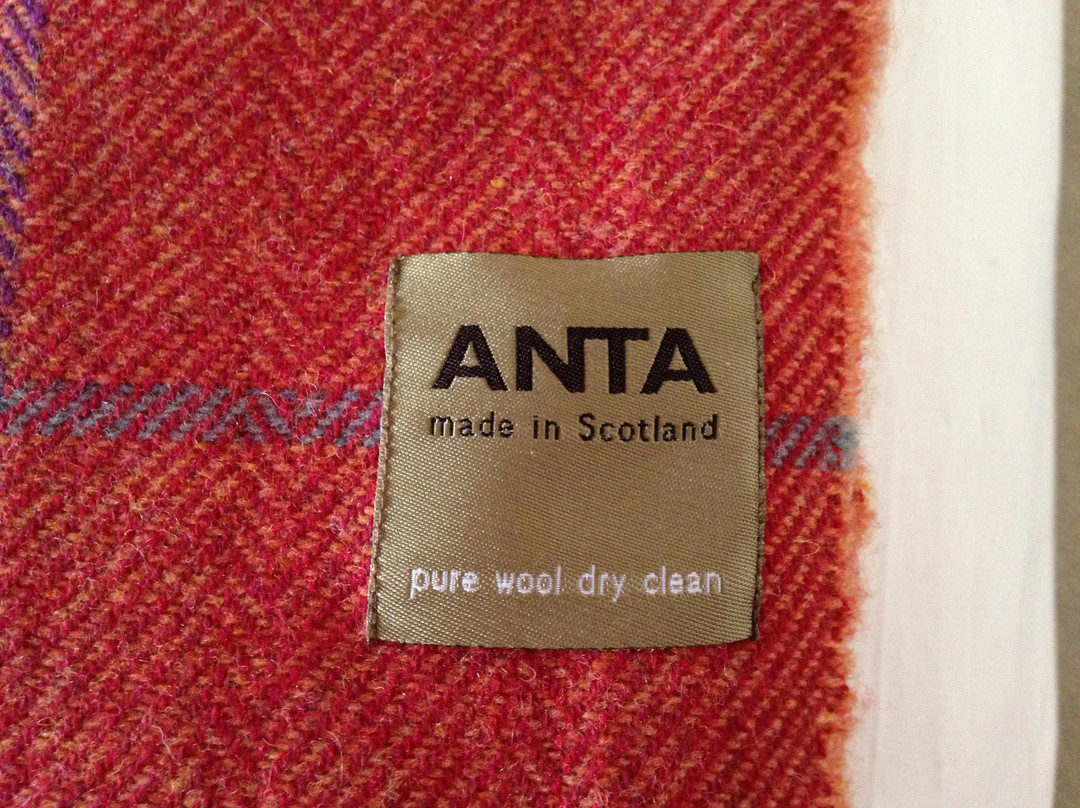 ANTA
made in Scotland
pure wool dry clean